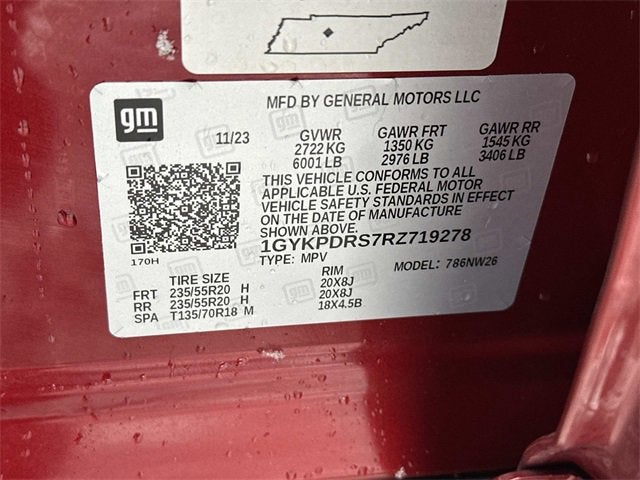 gm
MFD BY GENERAL MOTORS LLC
11/23 GVWR GAWR FRT GAWR RR
2722 KG 1350 KG 1545 KG
6001 LB 2976 LB 3406 LB
THIS VEHICLE CONFORMS TO ALL
APPLICABLE U.S. FEDERAL MOTOR
VEHICLE SAFETY STANDARDS IN EFFECT
ON THE DATE OF MANUFACTURE
SHOWN ABOVE.
1GYKPDRS7RZ719278
170H
TYPE: MPV MODEL: 786NW26
TIRE SIZE RIM
FRT 235/55R20 H 20X8J
RR 235/55R20 H 20X8J
SPA T135/70R18 M 18X4.5B